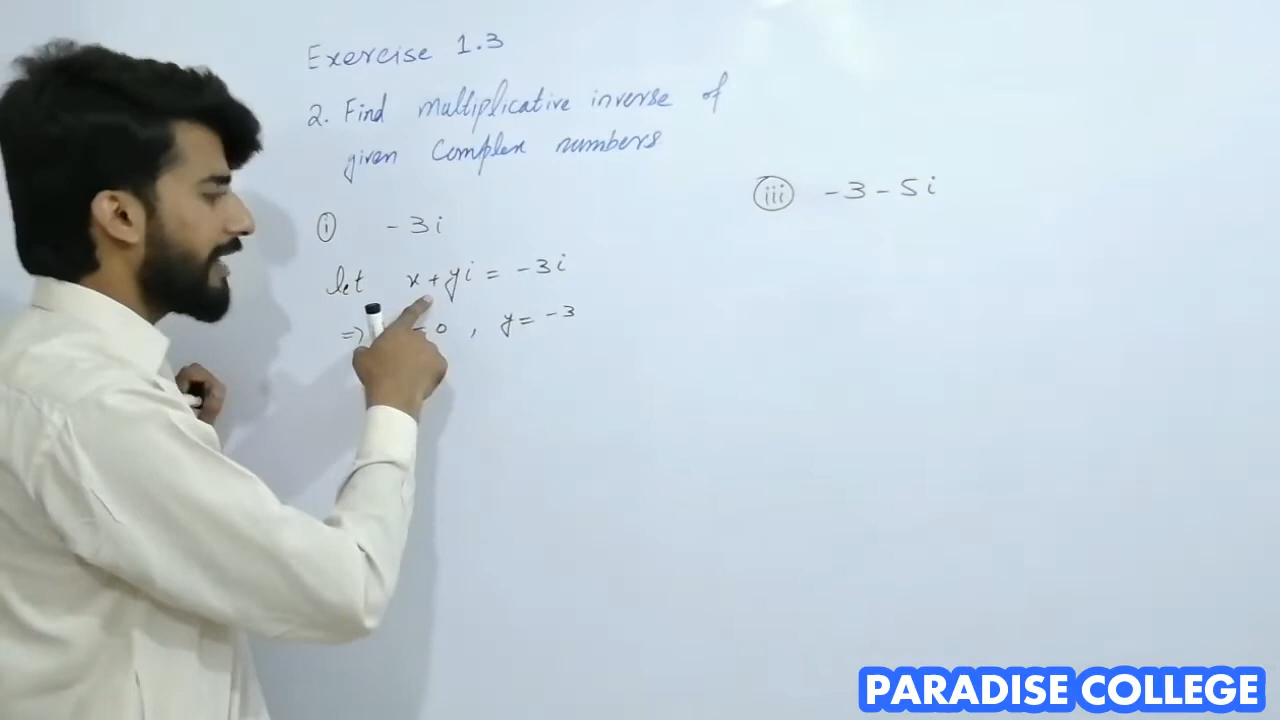 Exercise 1.3
2. Find multiplicative inverse of
given complex numbers
(i) -3i
let x+yi = -3i
=> 0 , y = -3
(iii) -3-5i
PARADISE COLLEGE